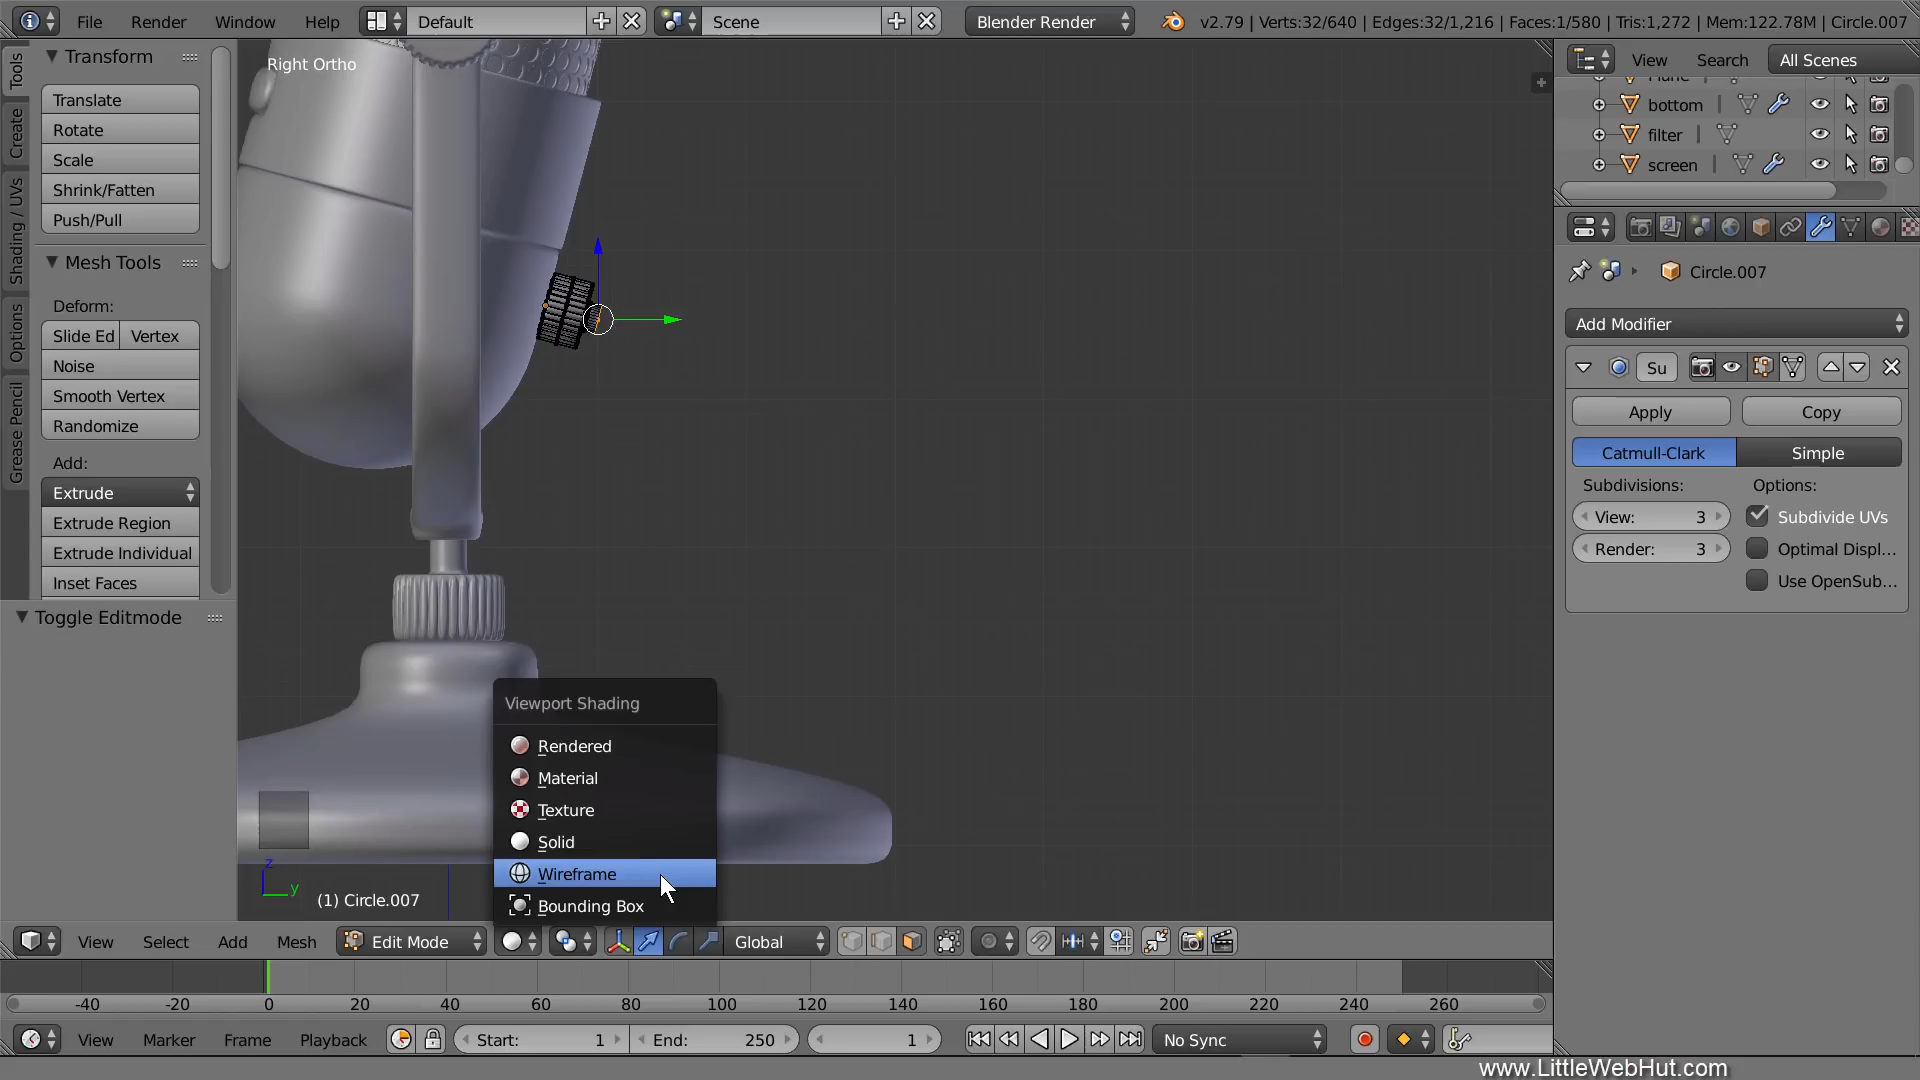 File Render Window Help Default Scene Blender Render v2.79 | Verts:32/640 | Edges:32/1,216 | Faces:1/580 | Tris:1,272 | Mem:122.78M | Circle.007
Tools
Create
Shading / UVs
Options
Grease Pencil
Transform
Translate
Rotate
Scale
Shrink/Fatten
Push/Pull
Mesh Tools
Deform:
Slide Ed Vertex
Noise
Smooth Vertex
Randomize
Add:
Extrude
Extrude Region
Extrude Individual
Inset Faces
Toggle Editmode
Right Ortho
Viewport Shading
Rendered
Material
Texture
Solid
Wireframe
Bounding Box
z
y
(1) Circle.007
View Search All Scenes
Plane
bottom
filter
screen
Circle.007
Add Modifier
Su
Apply Copy
Catmull-Clark Simple
Subdivisions: Options:
View: 3 Subdivide UVs
Render: 3 Optimal Displ...
Use OpenSub...
View Select Add Mesh Edit Mode Global
-40 -20 0 20 40 60 80 100 120 140 160 180 200 220 240 260
View Marker Frame Playback Start: 1 End: 250 1 No Sync
www.LittleWebHut.com